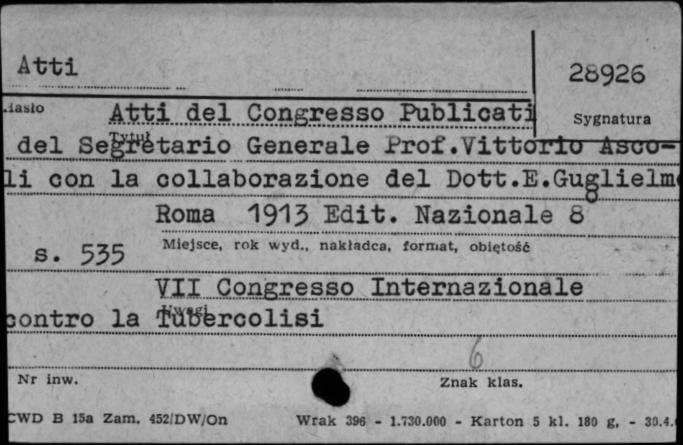 Atti
28926
iasło
Atti del Congresso Publicati
Sygnatura
Tytuł
del Segretario Generale Prof.Vittorio Asco-
li con la collaborazione del Dott.E.Guglielm
Roma 1913 Edit. Nazionale 8
Miejsce, rok wyd., nakładca, format, obiętość
s. 535
VII Congresso Internazionale
Uwagi
contro la Tubercolisi
6
Nr inw.
Znak klas.
CWD B 15a Zam. 452/DW/On Wrak 396 - 1.730.000 - Karton 5 kl. 180 g. - 30.4.